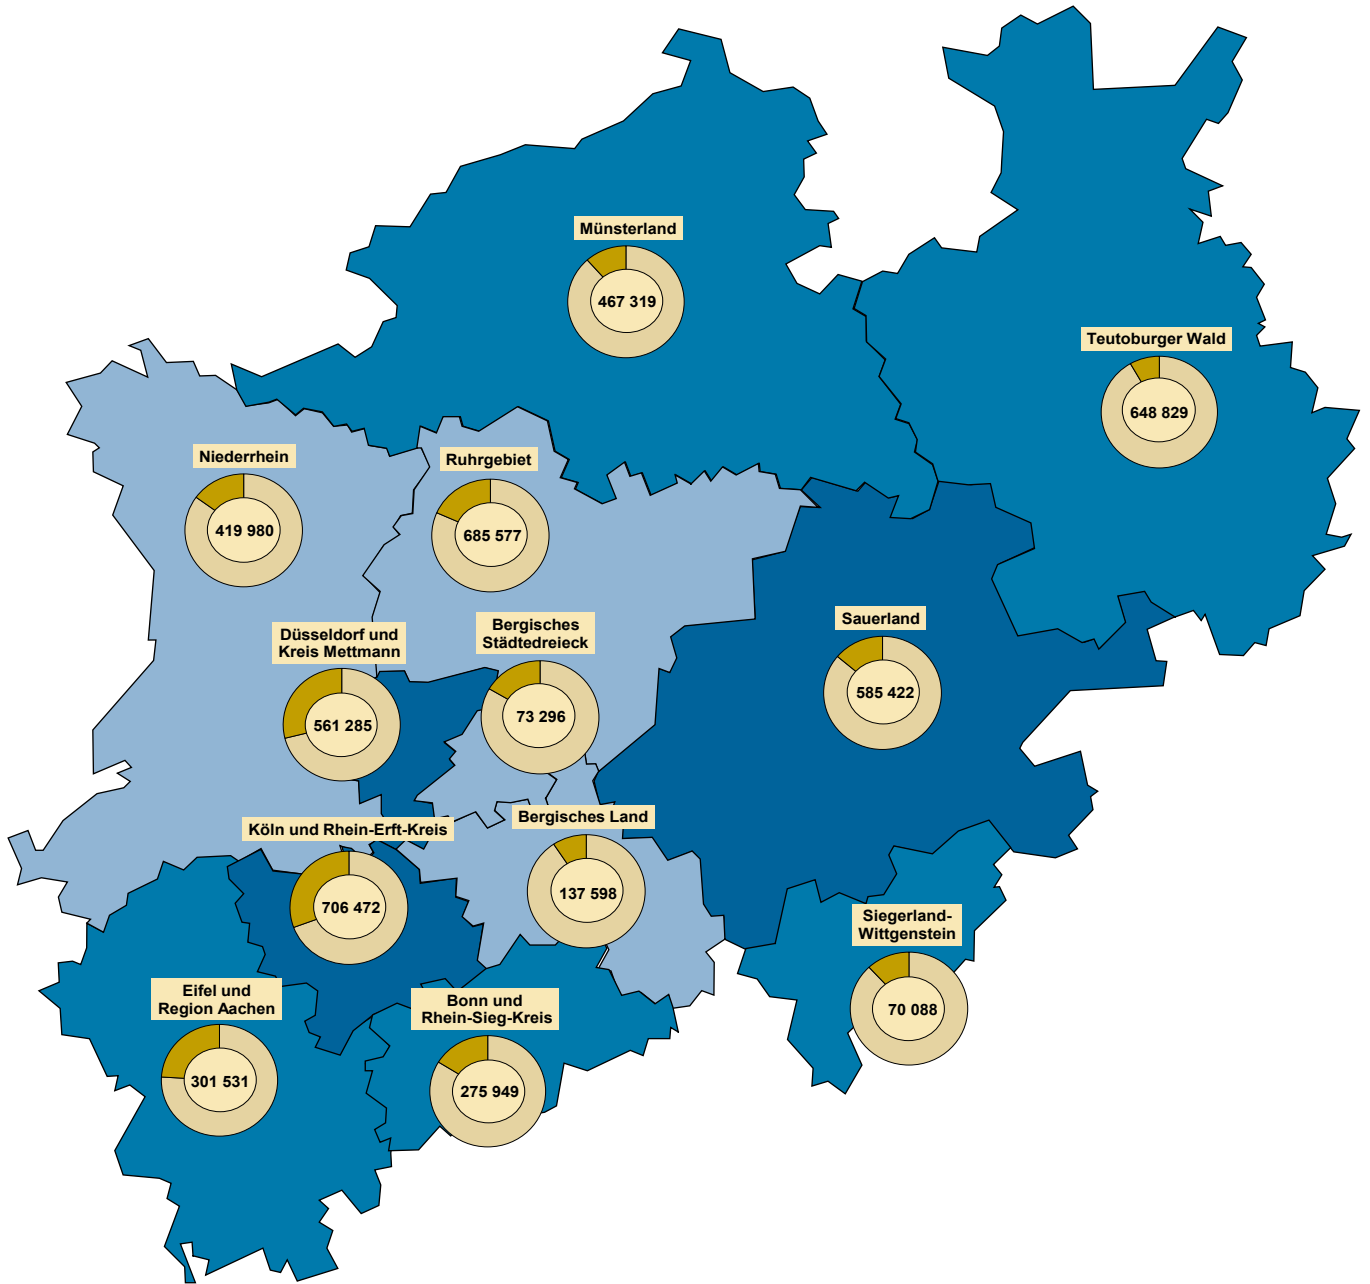 Münsterland
467 319
Teutoburger Wald
648 829
Niederrhein
419 980
Ruhrgebiet
685 577
Düsseldorf und
Kreis Mettmann
561 285
Bergisches
Städtedreieck
73 296
Sauerland
585 422
Köln und Rhein-Erft-Kreis
706 472
Bergisches Land
137 598
Siegerland-
Wittgenstein
70 088
Eifel und
Region Aachen
301 531
Bonn und
Rhein-Sieg-Kreis
275 949